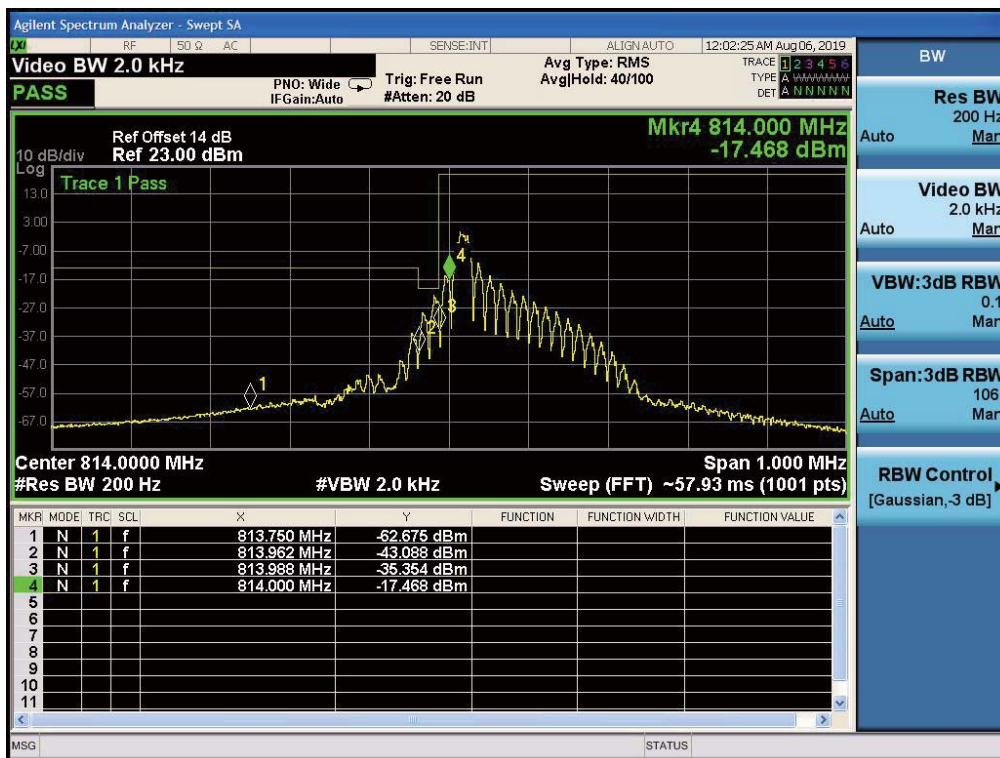 Agilent Spectrum Analyzer - Swept SA
LXI RF 50 Ω AC SENSE:INT ALIGN AUTO 12:02:25 AM Aug 06, 2019
Video BW 2.0 kHz
PASS
PNO: Wide
IFGain:Auto
Trig: Free Run
#Atten: 20 dB
Avg Type: RMS
Avg|Hold: 40/100
TRACE 1 2 3 4 5 6
TYPE A WWWWWW
DET A N N N N N
Mkr4 814.000 MHz
-17.468 dBm
Ref Offset 14 dB
10 dB/div Ref 23.00 dBm
Log
Trace 1 Pass
13.0
3.00
-7.00
-17.0
-27.0
-37.0
-47.0
-57.0
-67.0
1
2
3
4
Center 814.0000 MHz Span 1.000 MHz
#Res BW 200 Hz #VBW 2.0 kHz Sweep (FFT) ~57.93 ms (1001 pts)
MKR MODE TRC SCL X Y FUNCTION FUNCTION WIDTH FUNCTION VALUE
1 N 1 f 813.750 MHz -62.675 dBm
2 N 1 f 813.962 MHz -43.088 dBm
3 N 1 f 813.988 MHz -35.354 dBm
4 N 1 f 814.000 MHz -17.468 dBm
5
6
7
8
9
10
11
MSG STATUS
BW
Res BW
200 Hz
Auto Man
Video BW
2.0 kHz
Auto Man
VBW:3dB RBW
0.1
Auto Man
Span:3dB RBW
106
Auto Man
RBW Control
[Gaussian,-3 dB]